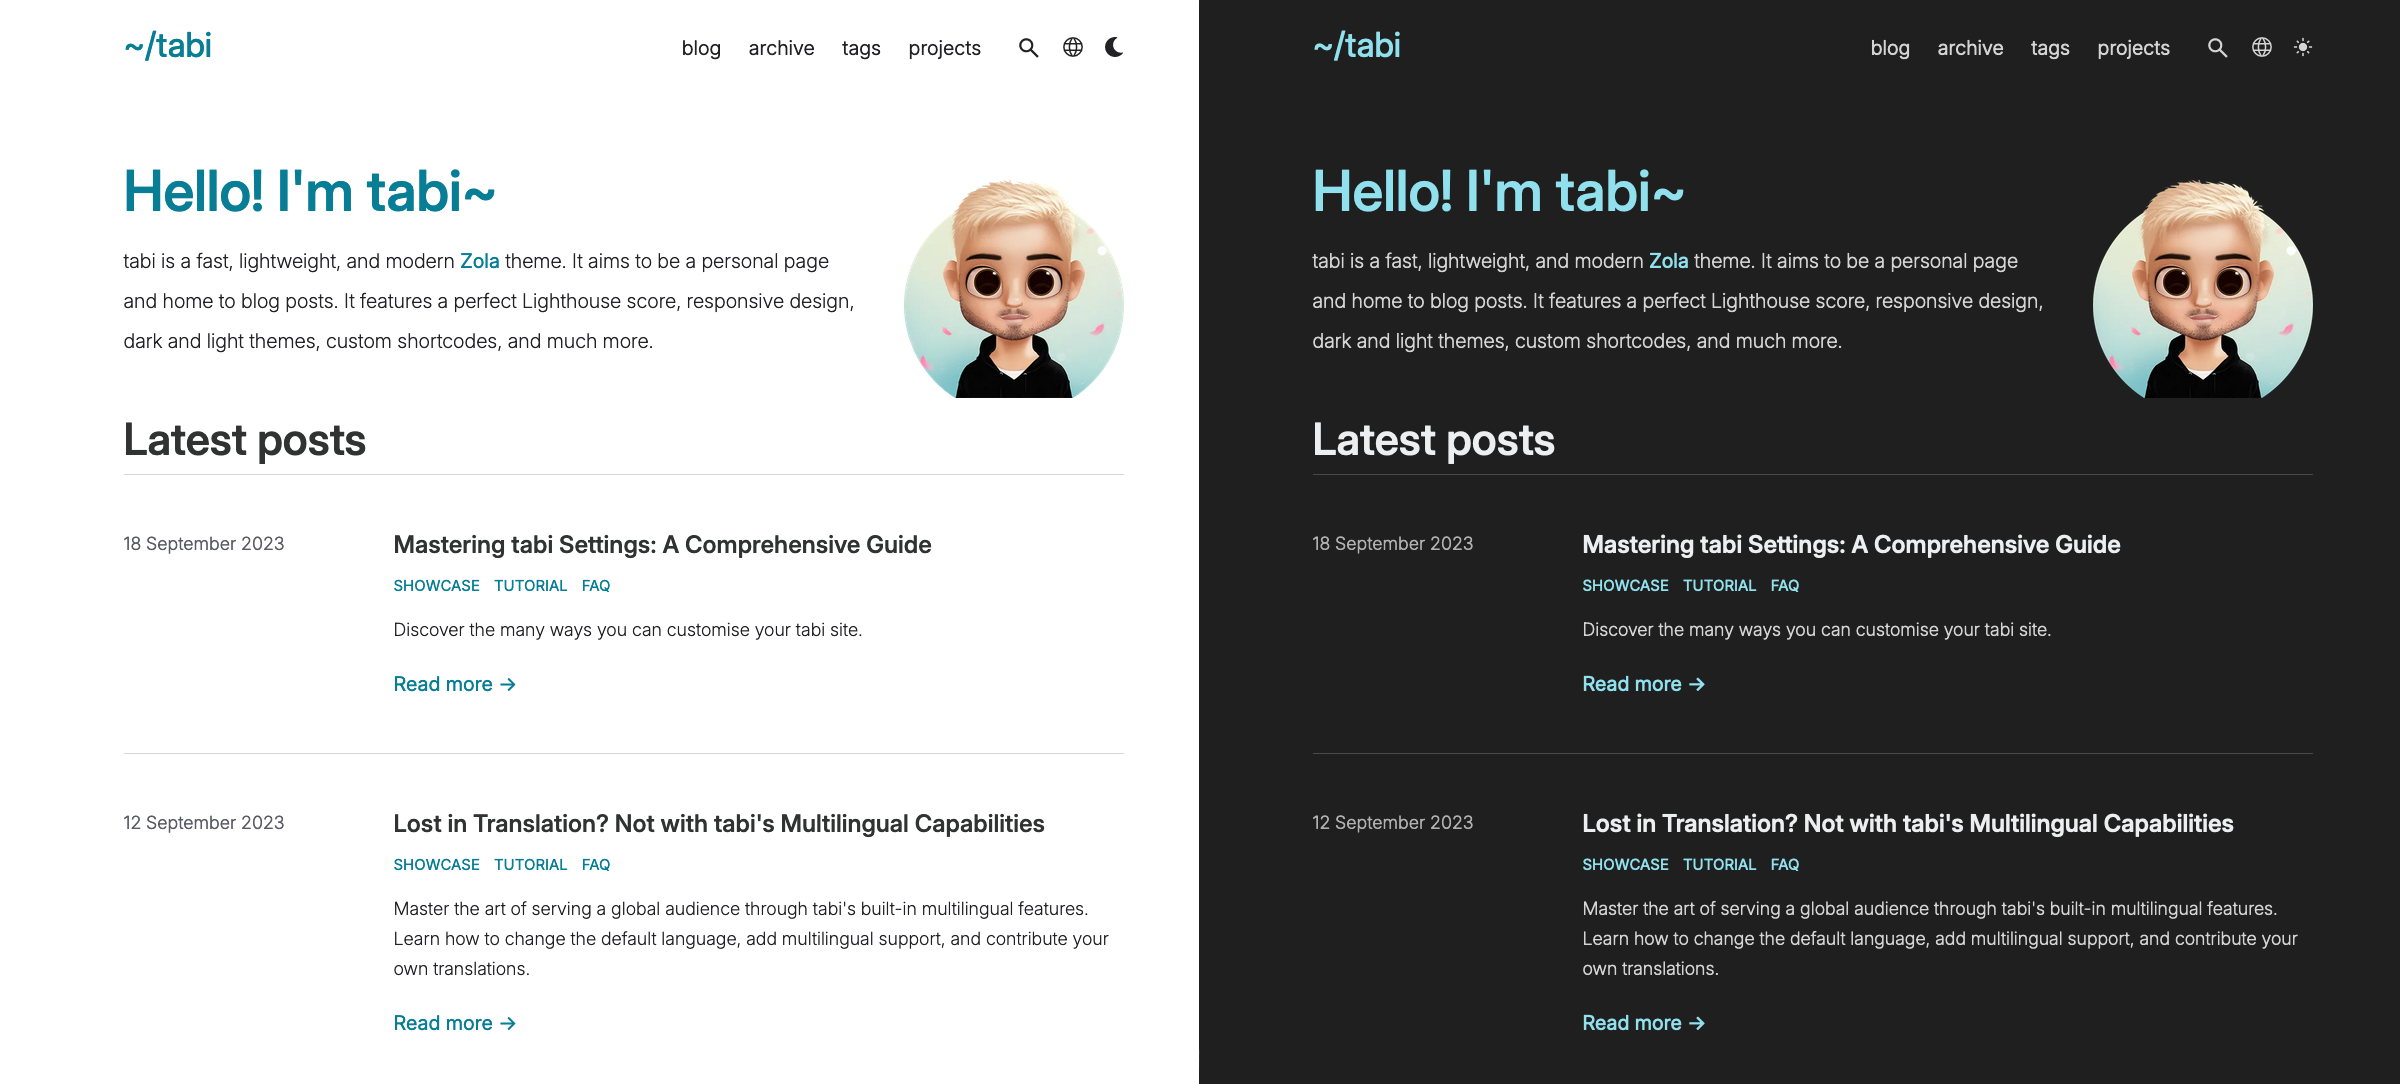 ~/tabi
blog archive tags projects
Hello! I'm tabi~
tabi is a fast, lightweight, and modern Zola theme. It aims to be a personal page
and home to blog posts. It features a perfect Lighthouse score, responsive design,
dark and light themes, custom shortcodes, and much more.
Latest posts
18 September 2023
Mastering tabi Settings: A Comprehensive Guide
SHOWCASE TUTORIAL FAQ
Discover the many ways you can customise your tabi site.
Read more →
12 September 2023
Lost in Translation? Not with tabi's Multilingual Capabilities
SHOWCASE TUTORIAL FAQ
Master the art of serving a global audience through tabi's built-in multilingual features.
Learn how to change the default language, add multilingual support, and contribute your
own translations.
Read more →
~/tabi
blog archive tags projects
Hello! I'm tabi~
tabi is a fast, lightweight, and modern Zola theme. It aims to be a personal page
and home to blog posts. It features a perfect Lighthouse score, responsive design,
dark and light themes, custom shortcodes, and much more.
Latest posts
18 September 2023
Mastering tabi Settings: A Comprehensive Guide
SHOWCASE TUTORIAL FAQ
Discover the many ways you can customise your tabi site.
Read more →
12 September 2023
Lost in Translation? Not with tabi's Multilingual Capabilities
SHOWCASE TUTORIAL FAQ
Master the art of serving a global audience through tabi's built-in multilingual features.
Learn how to change the default language, add multilingual support, and contribute your
own translations.
Read more →